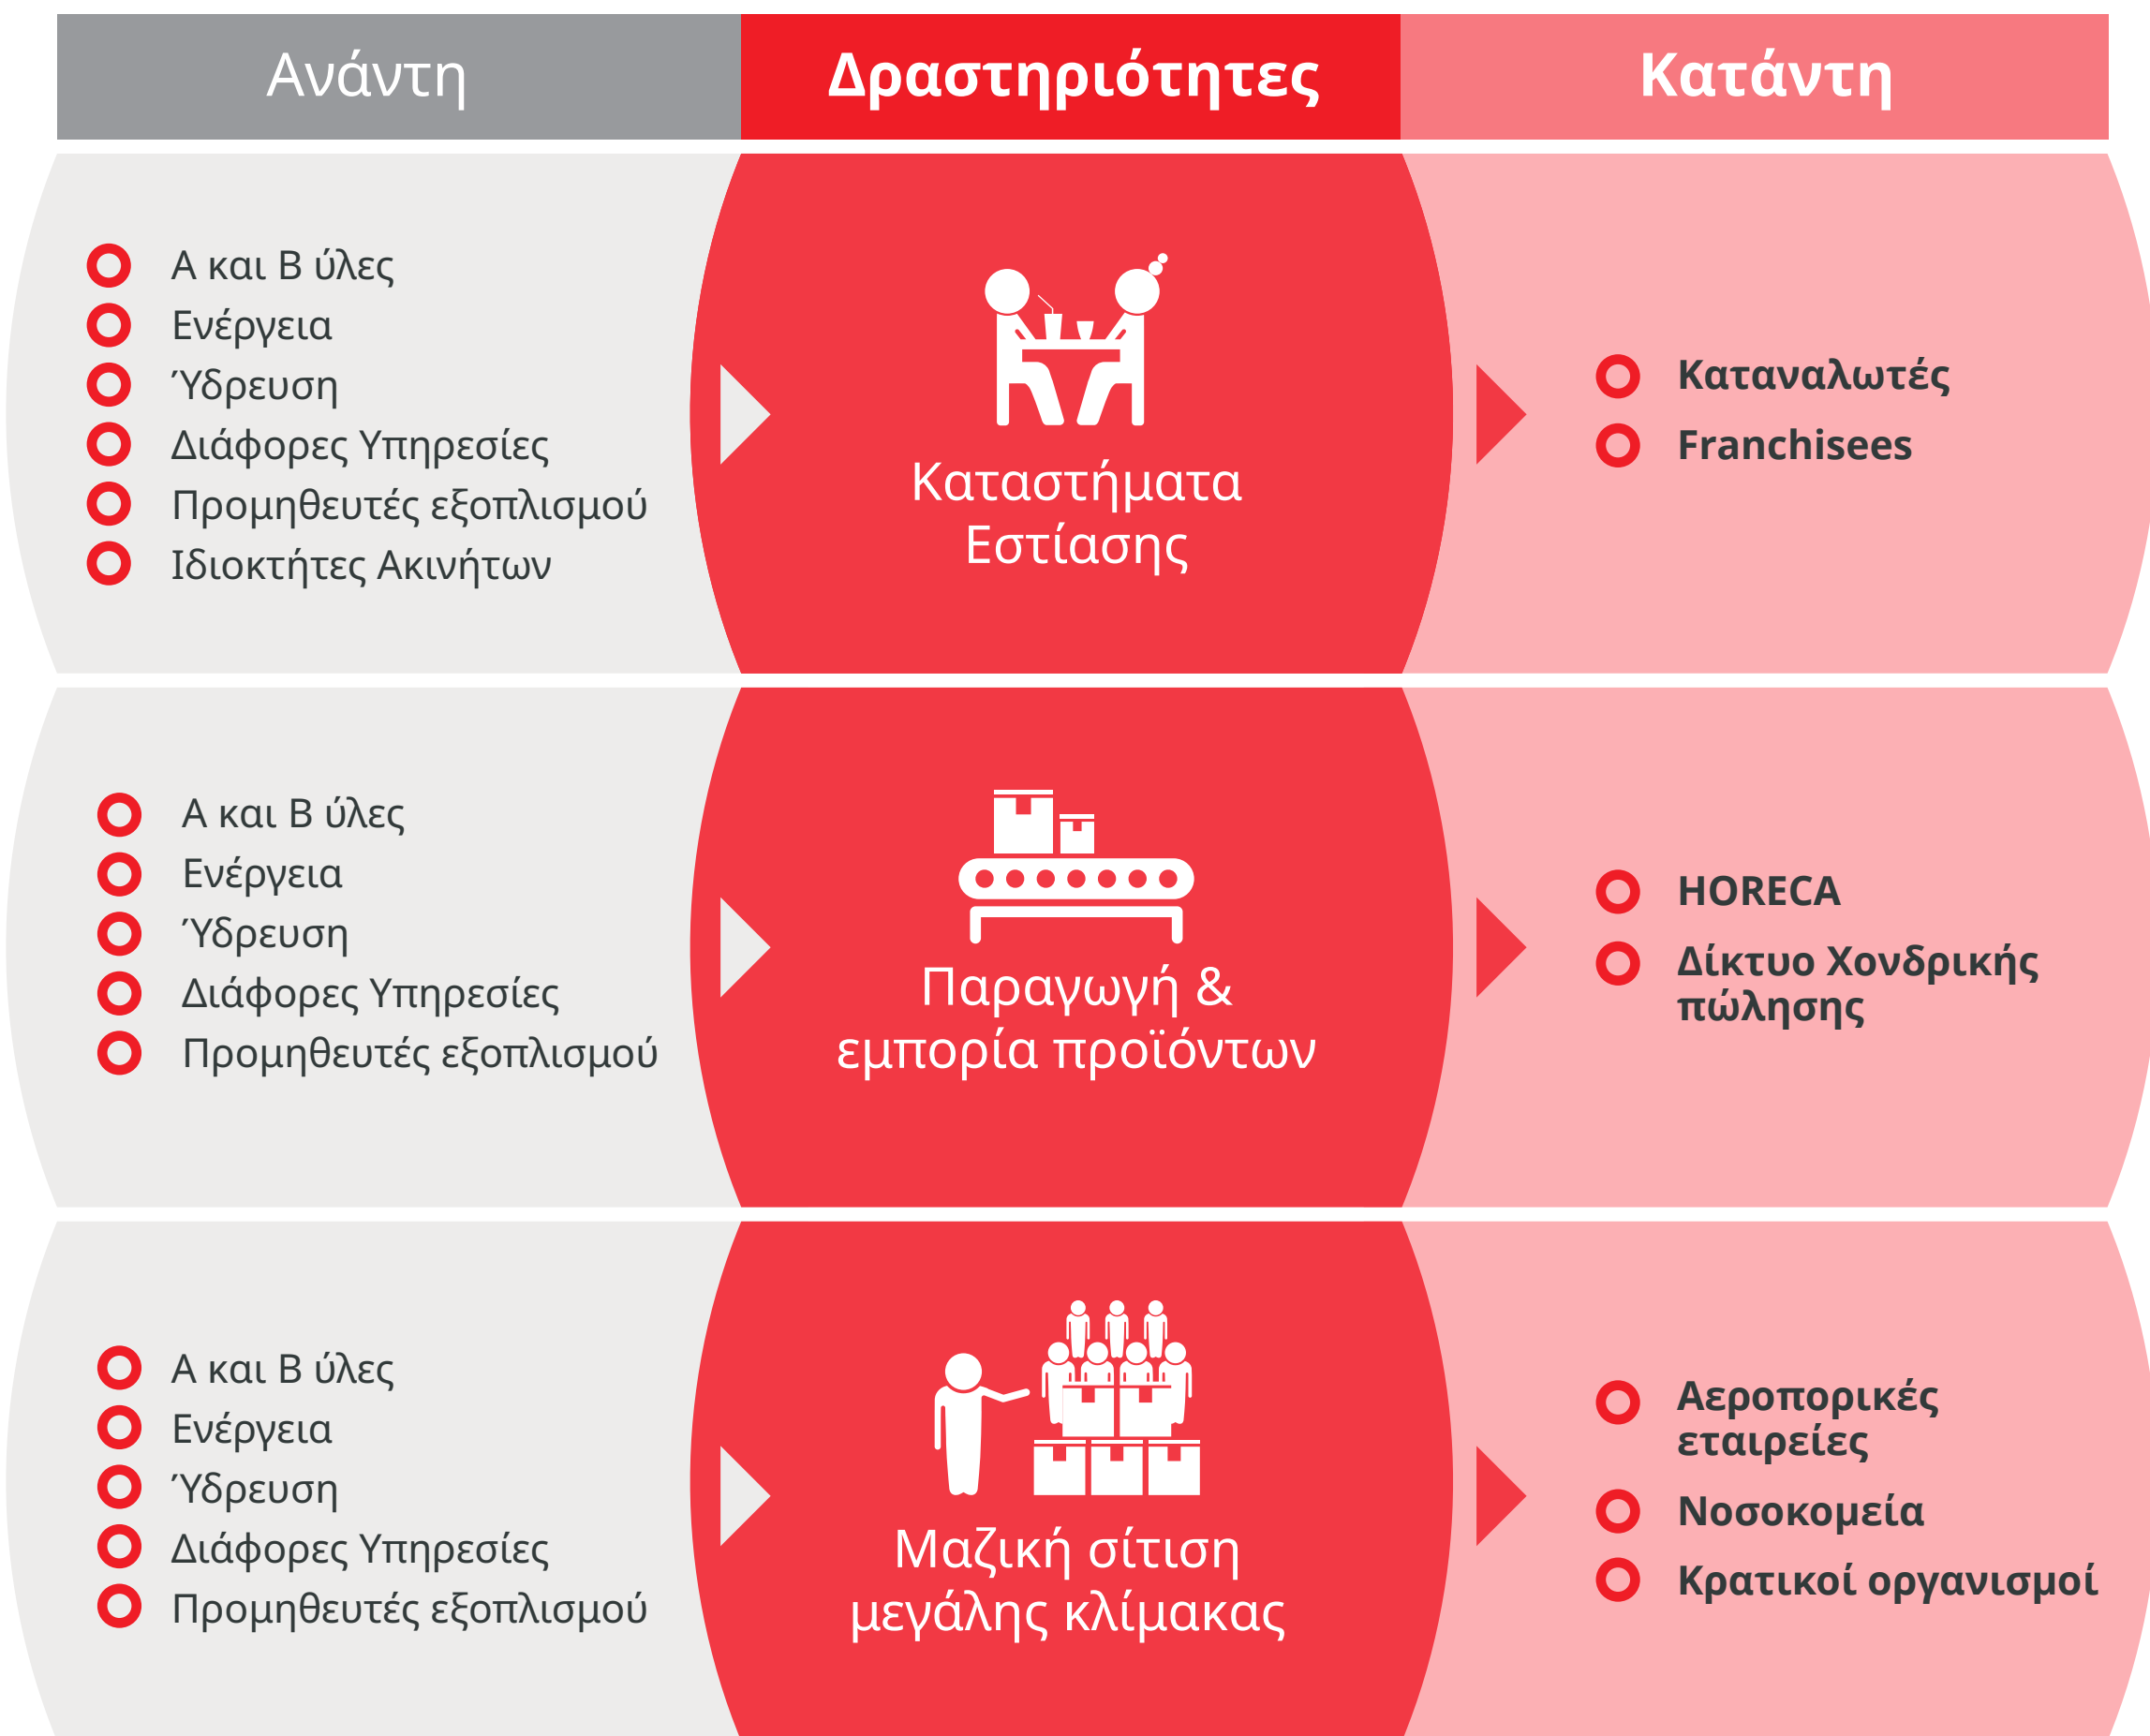 Ανάντη
Δραστηριότητες
Κατάντη
Α και Β ύλες
Ενέργεια
Ύδρευση
Διάφορες Υπηρεσίες
Προμηθευτές εξοπλισμού
Ιδιοκτήτες Ακινήτων
Καταστήματα
Εστίασης
Καταναλωτές
Franchisees
Α και Β ύλες
Ενέργεια
Ύδρευση
Διάφορες Υπηρεσίες
Προμηθευτές εξοπλισμού
Παραγωγή &
εμπορία προϊόντων
HORECA
Δίκτυο Χονδρικής
πώλησης
Α και Β ύλες
Ενέργεια
Ύδρευση
Διάφορες Υπηρεσίες
Προμηθευτές εξοπλισμού
Μαζική σίτιση
μεγάλης κλίμακας
Αεροπορικές
εταιρείες
Νοσοκομεία
Κρατικοί οργανισμοί